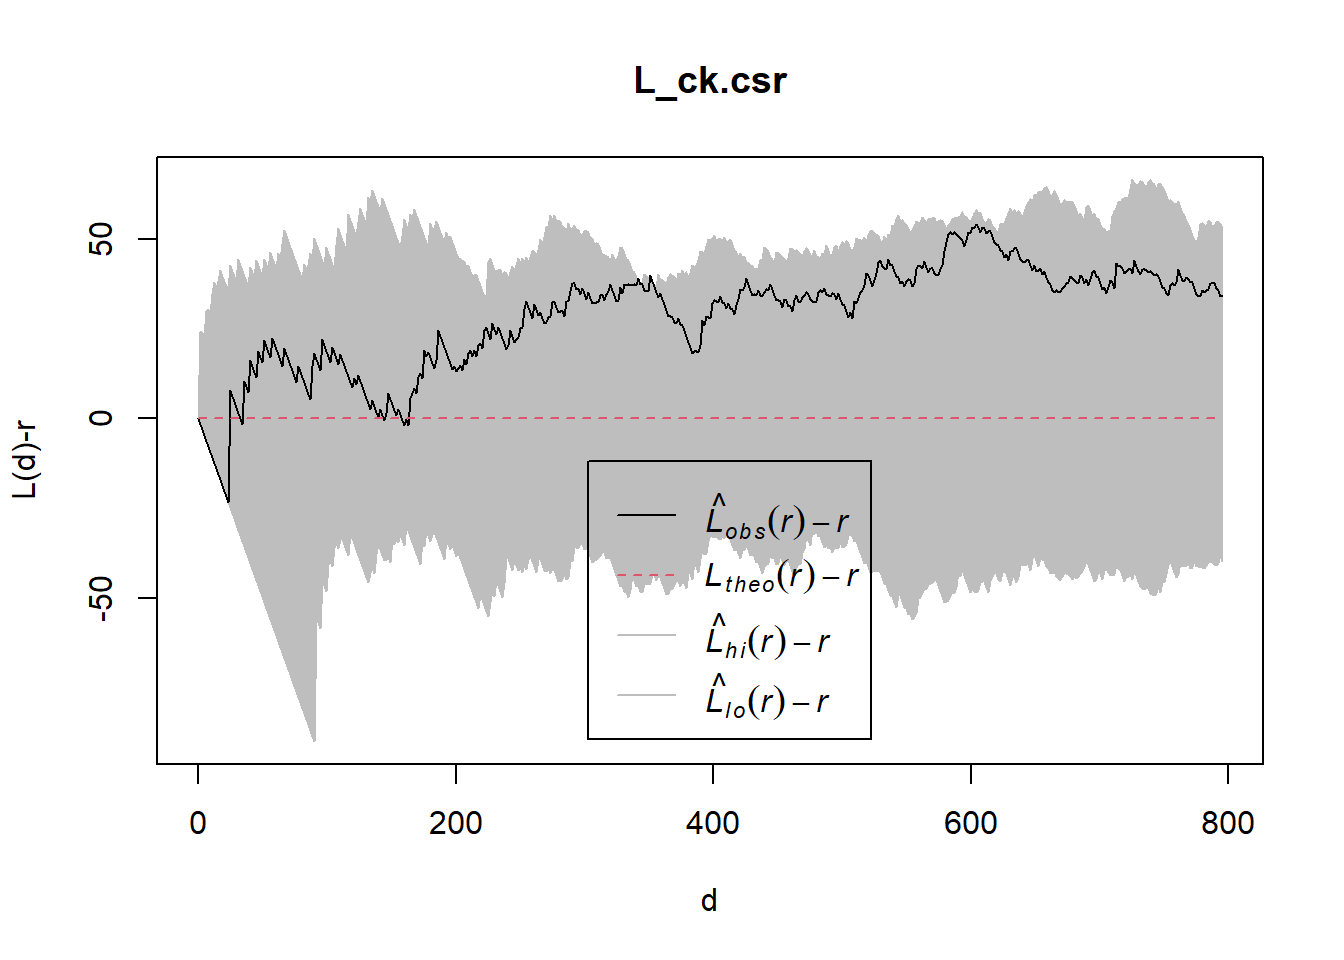 L_ck.csr
L(d)-r
50
0
-50
L̂obs(r) – r
Ltheo(r) – r
L̂hi(r) – r
L̂lo(r) – r
0 200 400 600 800
d